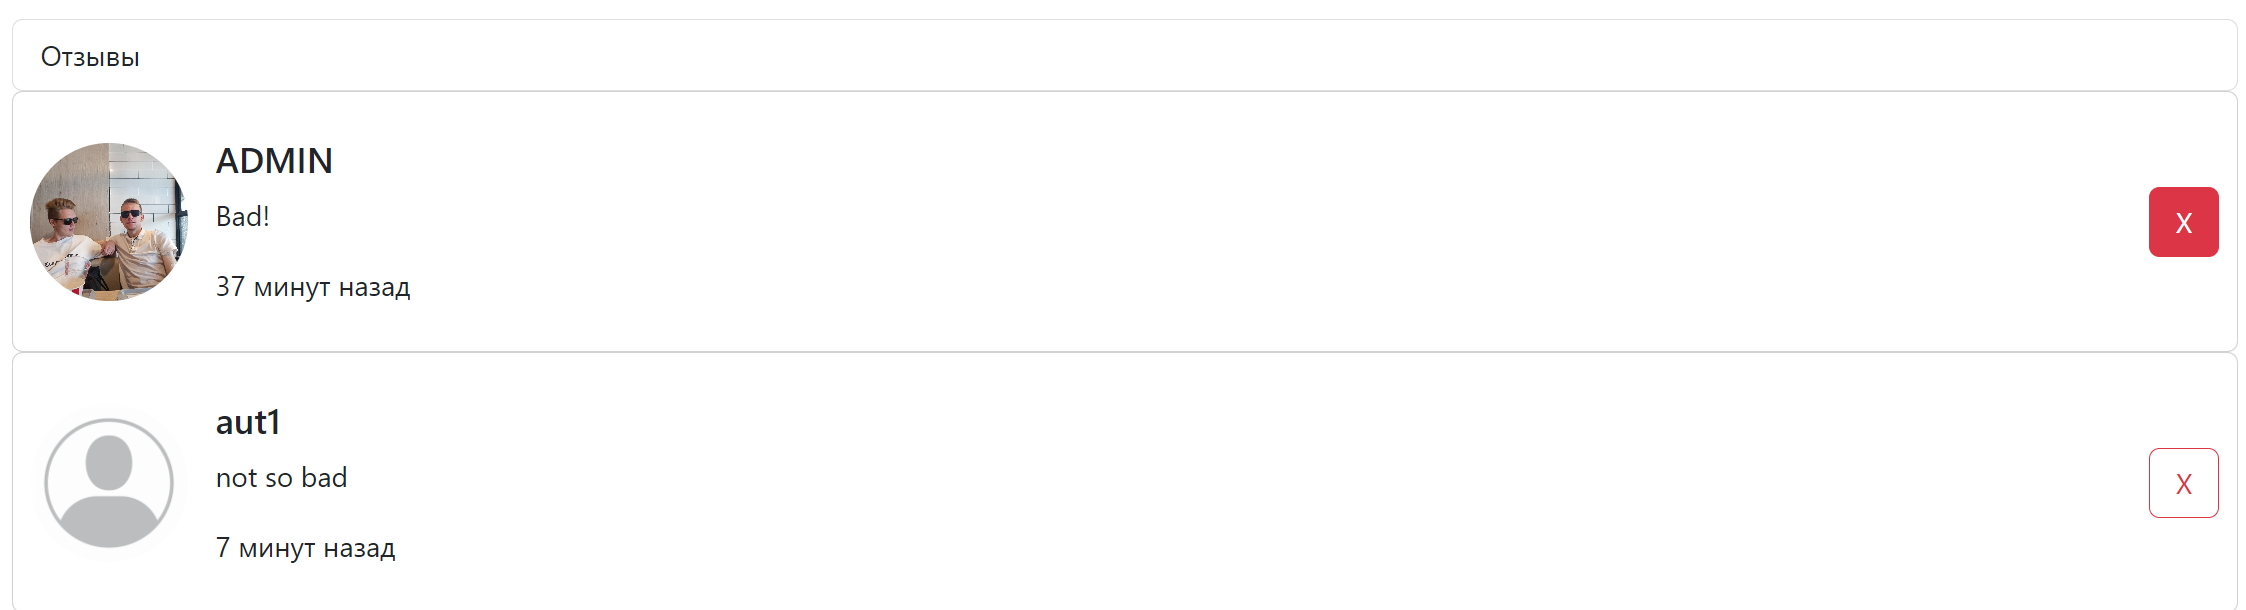 Отзывы
ADMIN
Bad!
37 минут назад
X
aut1
not so bad
7 минут назад
X